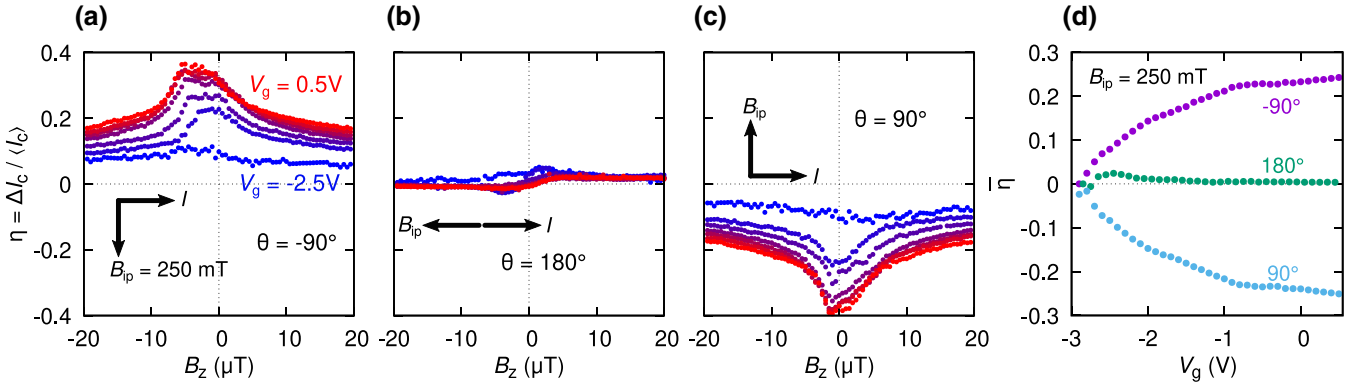 (a)
(b)
(c)
(d)
η = ΔI_c / ⟨I_c⟩
0.4
0.2
0
-0.2
-0.4
V_g = 0.5V
V_g = -2.5V
I
B_ip = 250 mT
θ = -90°
-20 -10 0 10 20
B_z (μT)
B_ip
I
θ = 180°
-20 -10 0 10 20
B_z (μT)
B_ip
I
θ = 90°
-20 -10 0 10 20
B_z (μT)
η̅
0.3
0.2
0.1
0
-0.1
-0.2
-0.3
B_ip = 250 mT
-90°
180°
90°
-3 -2 -1 0
V_g (V)